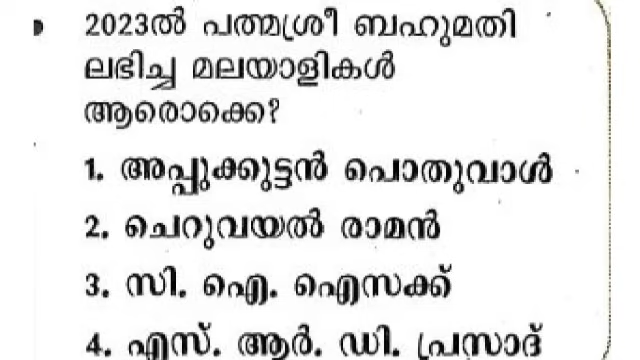 2023ൽ പത്മശ്രീ ബഹുമതി
ലഭിച്ച മലയാളികൾ
ആരൊക്കെ?
1. അപ്പുക്കുട്ടൻ പൊതുവാൾ
2. ചെറുവയൽ രാമൻ
3. സി. ഐ. ഐസക്ക്
4. എസ്. ആർ. ഡി. പ്രസാദ്